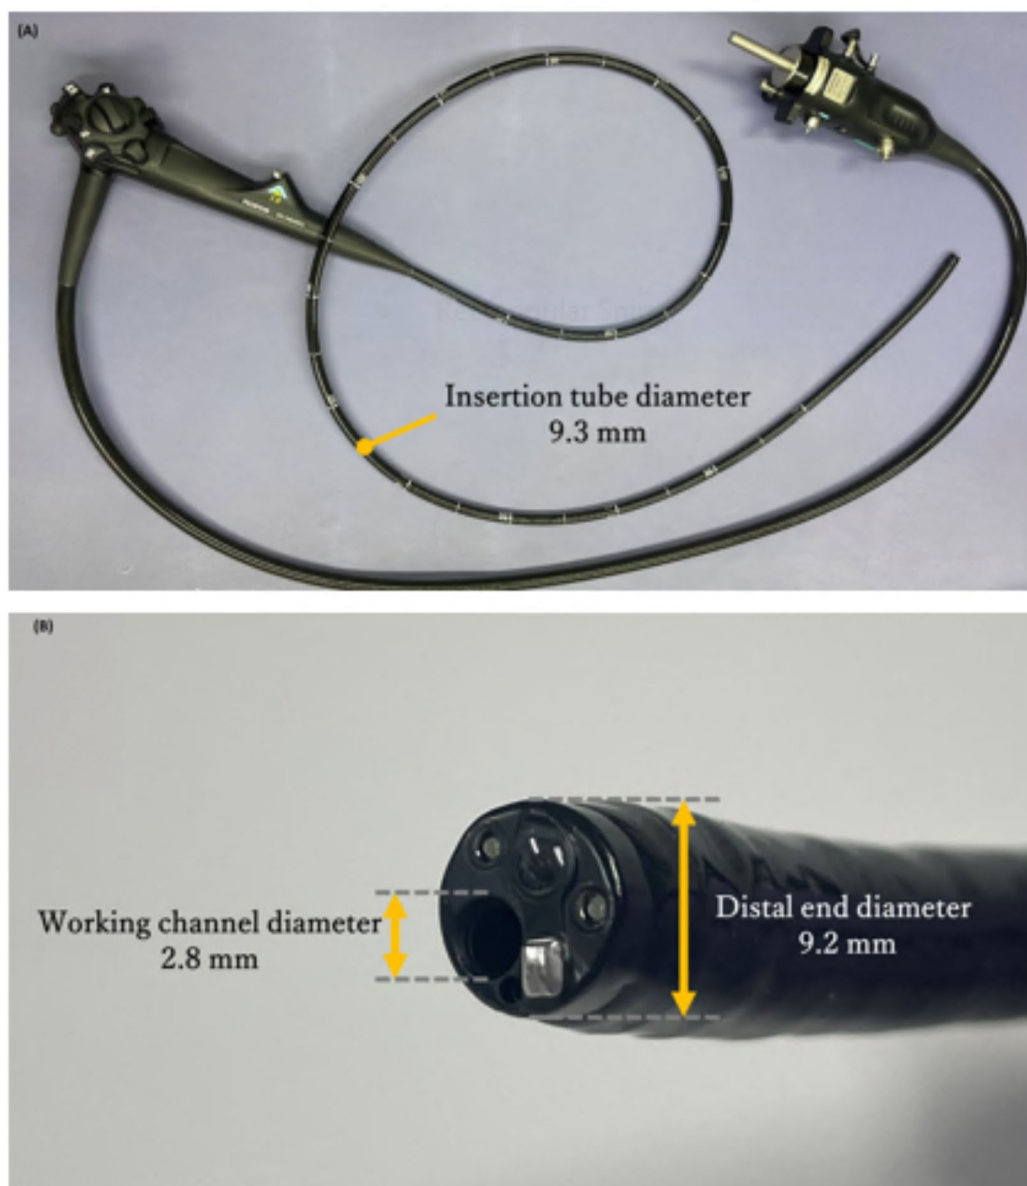 (A)
Insertion tube diameter
9.3 mm
(B)
Working channel diameter
2.8 mm
Distal end diameter
9.2 mm